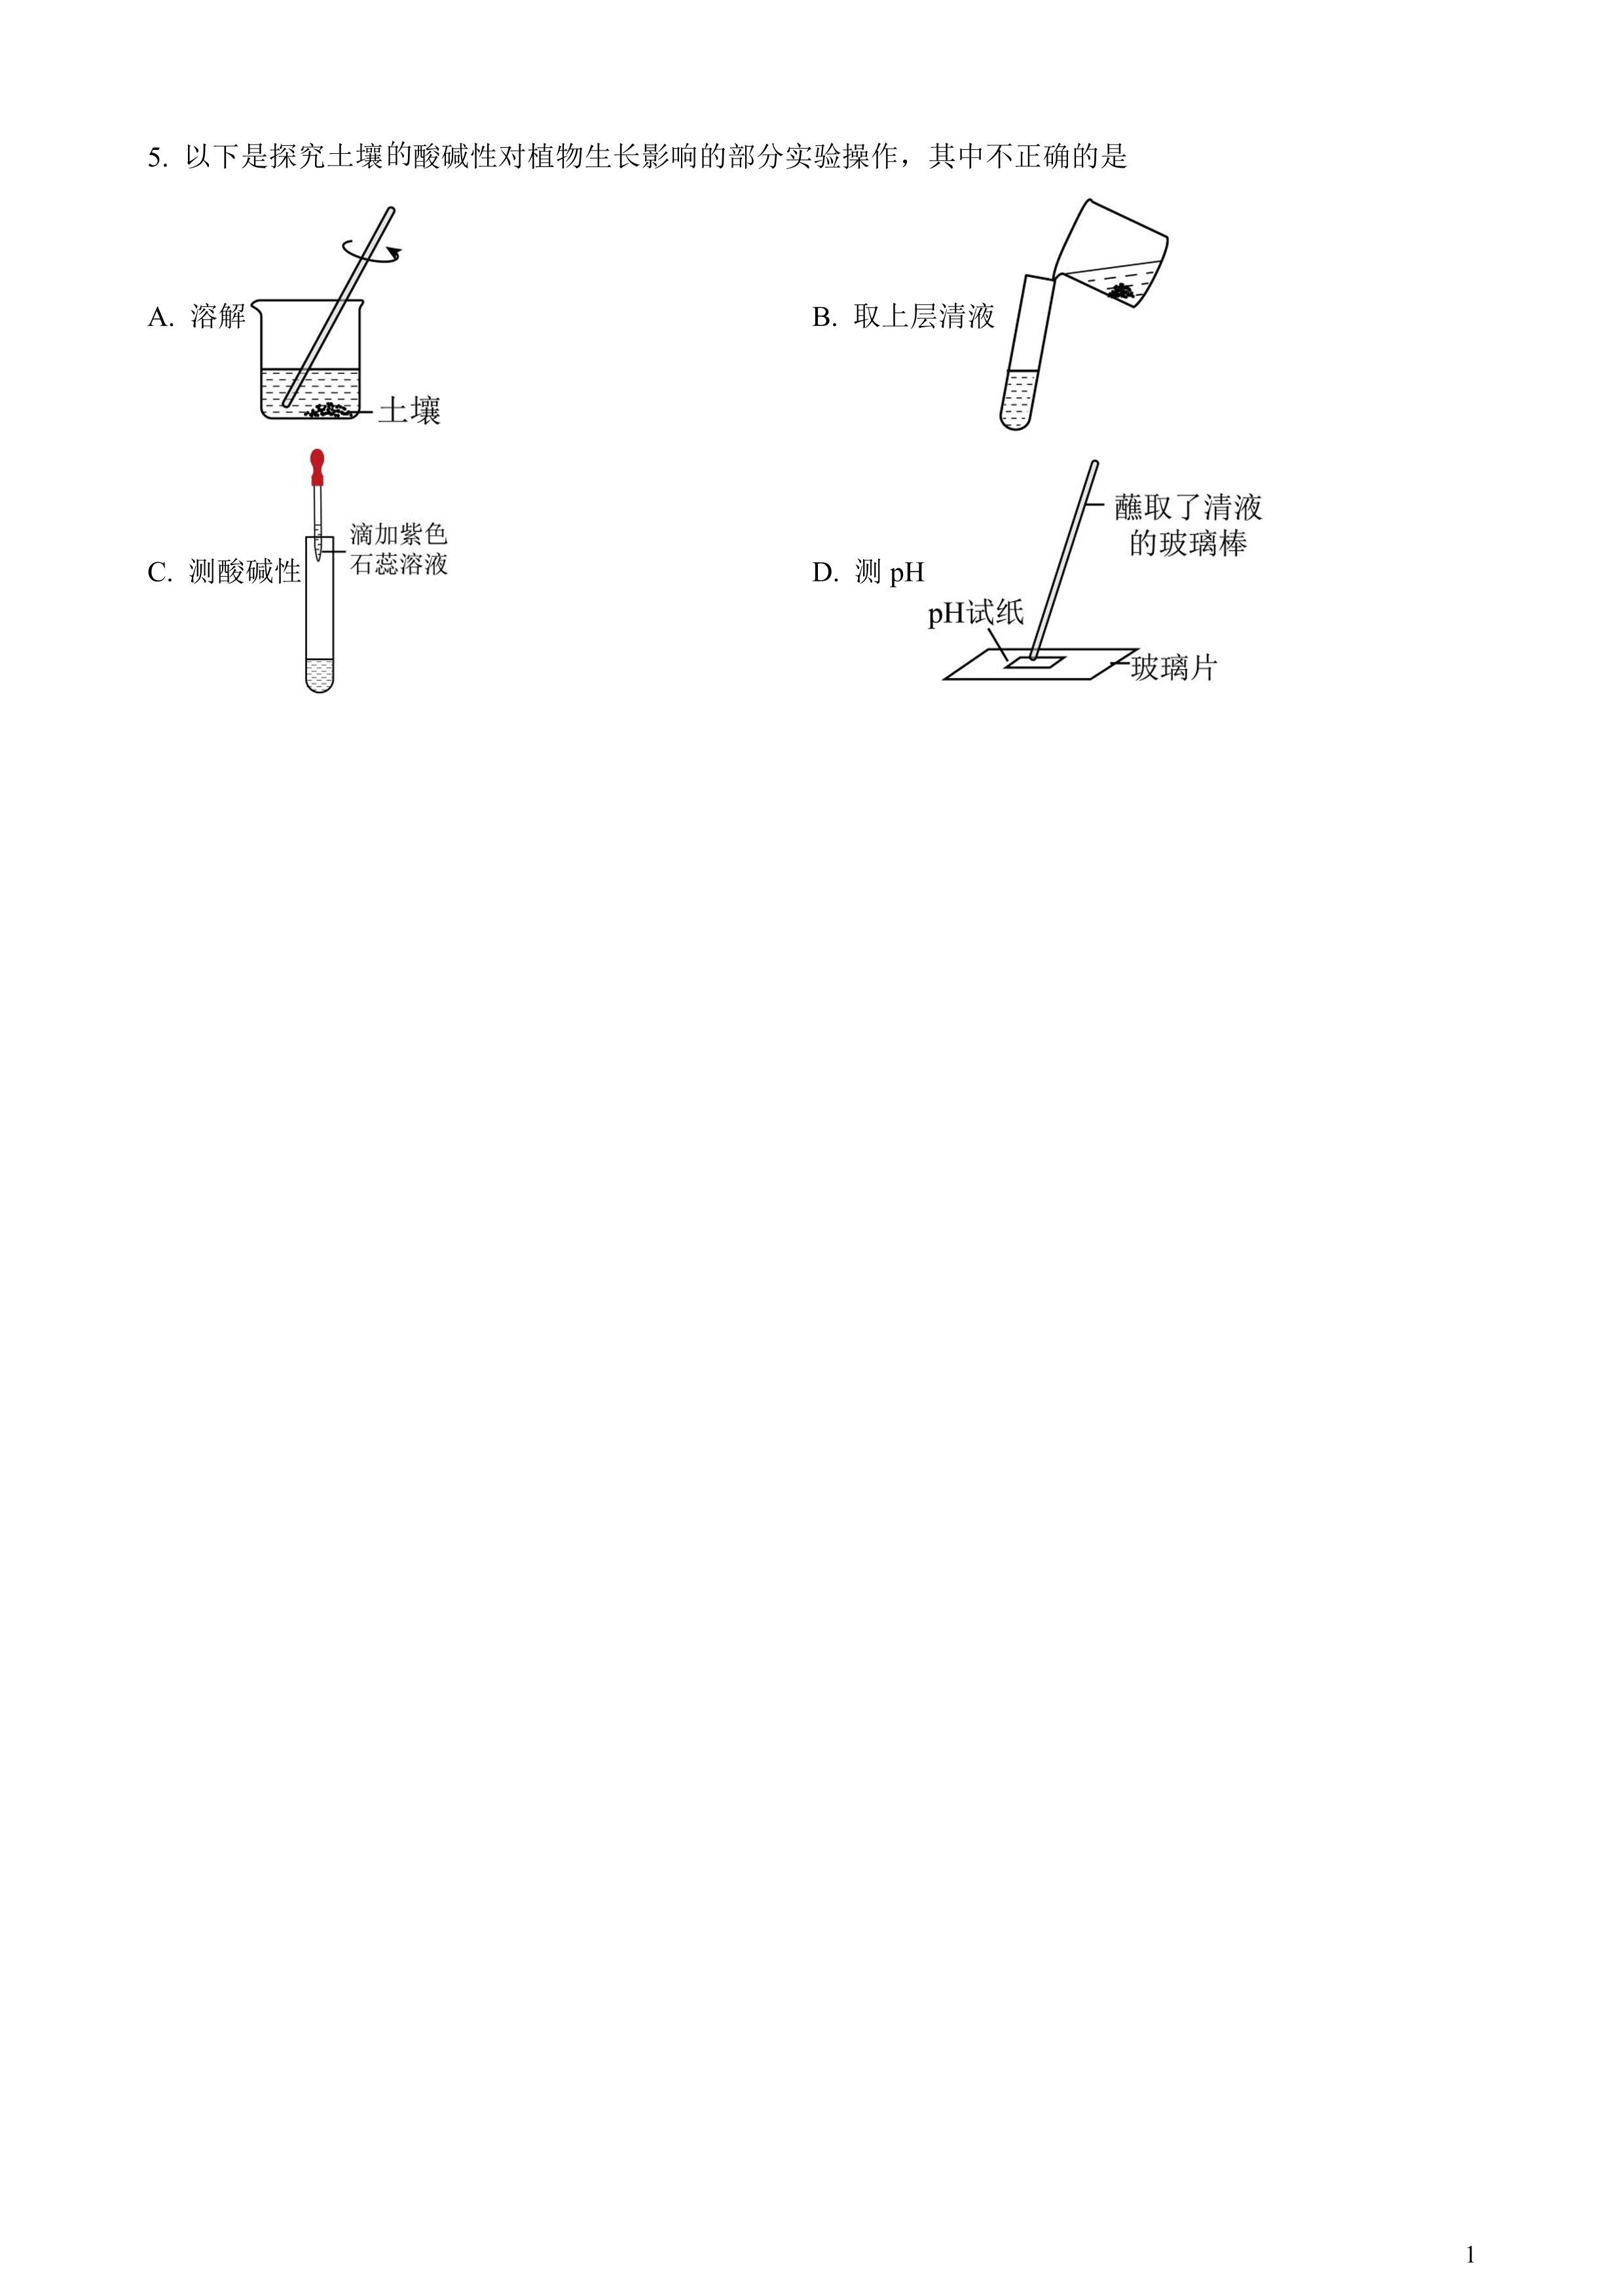 5. 以下是探究土壤的酸碱性对植物生长影响的部分实验操作，其中不正确的是
A. 溶解
土壤
B. 取上层清液
C. 测酸碱性
滴加紫色
石蕊溶液
D. 测 pH
蘸取了清液
的玻璃棒
pH试纸
玻璃片
1